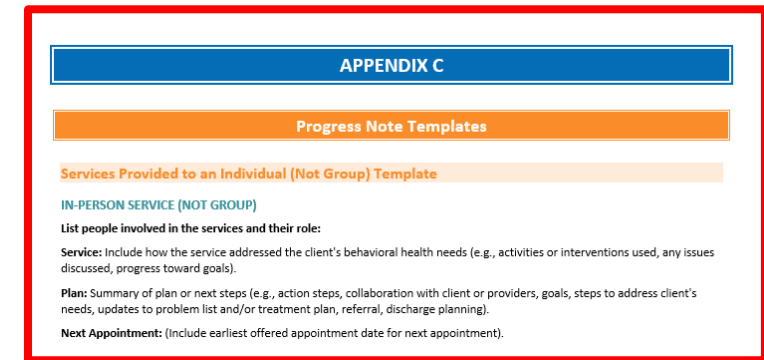 APPENDIX C
Progress Note Templates
Services Provided to an Individual (Not Group) Template
IN-PERSON SERVICE (NOT GROUP)
List people involved in the services and their role:
Service: Include how the service addressed the client's behavioral health needs (e.g., activities or interventions used, any issues
discussed, progress toward goals).
Plan: Summary of plan or next steps (e.g., action steps, collaboration with client or providers, goals, steps to address client's
needs, updates to problem list and/or treatment plan, referral, discharge planning).
Next Appointment: (Include earliest offered appointment date for next appointment).